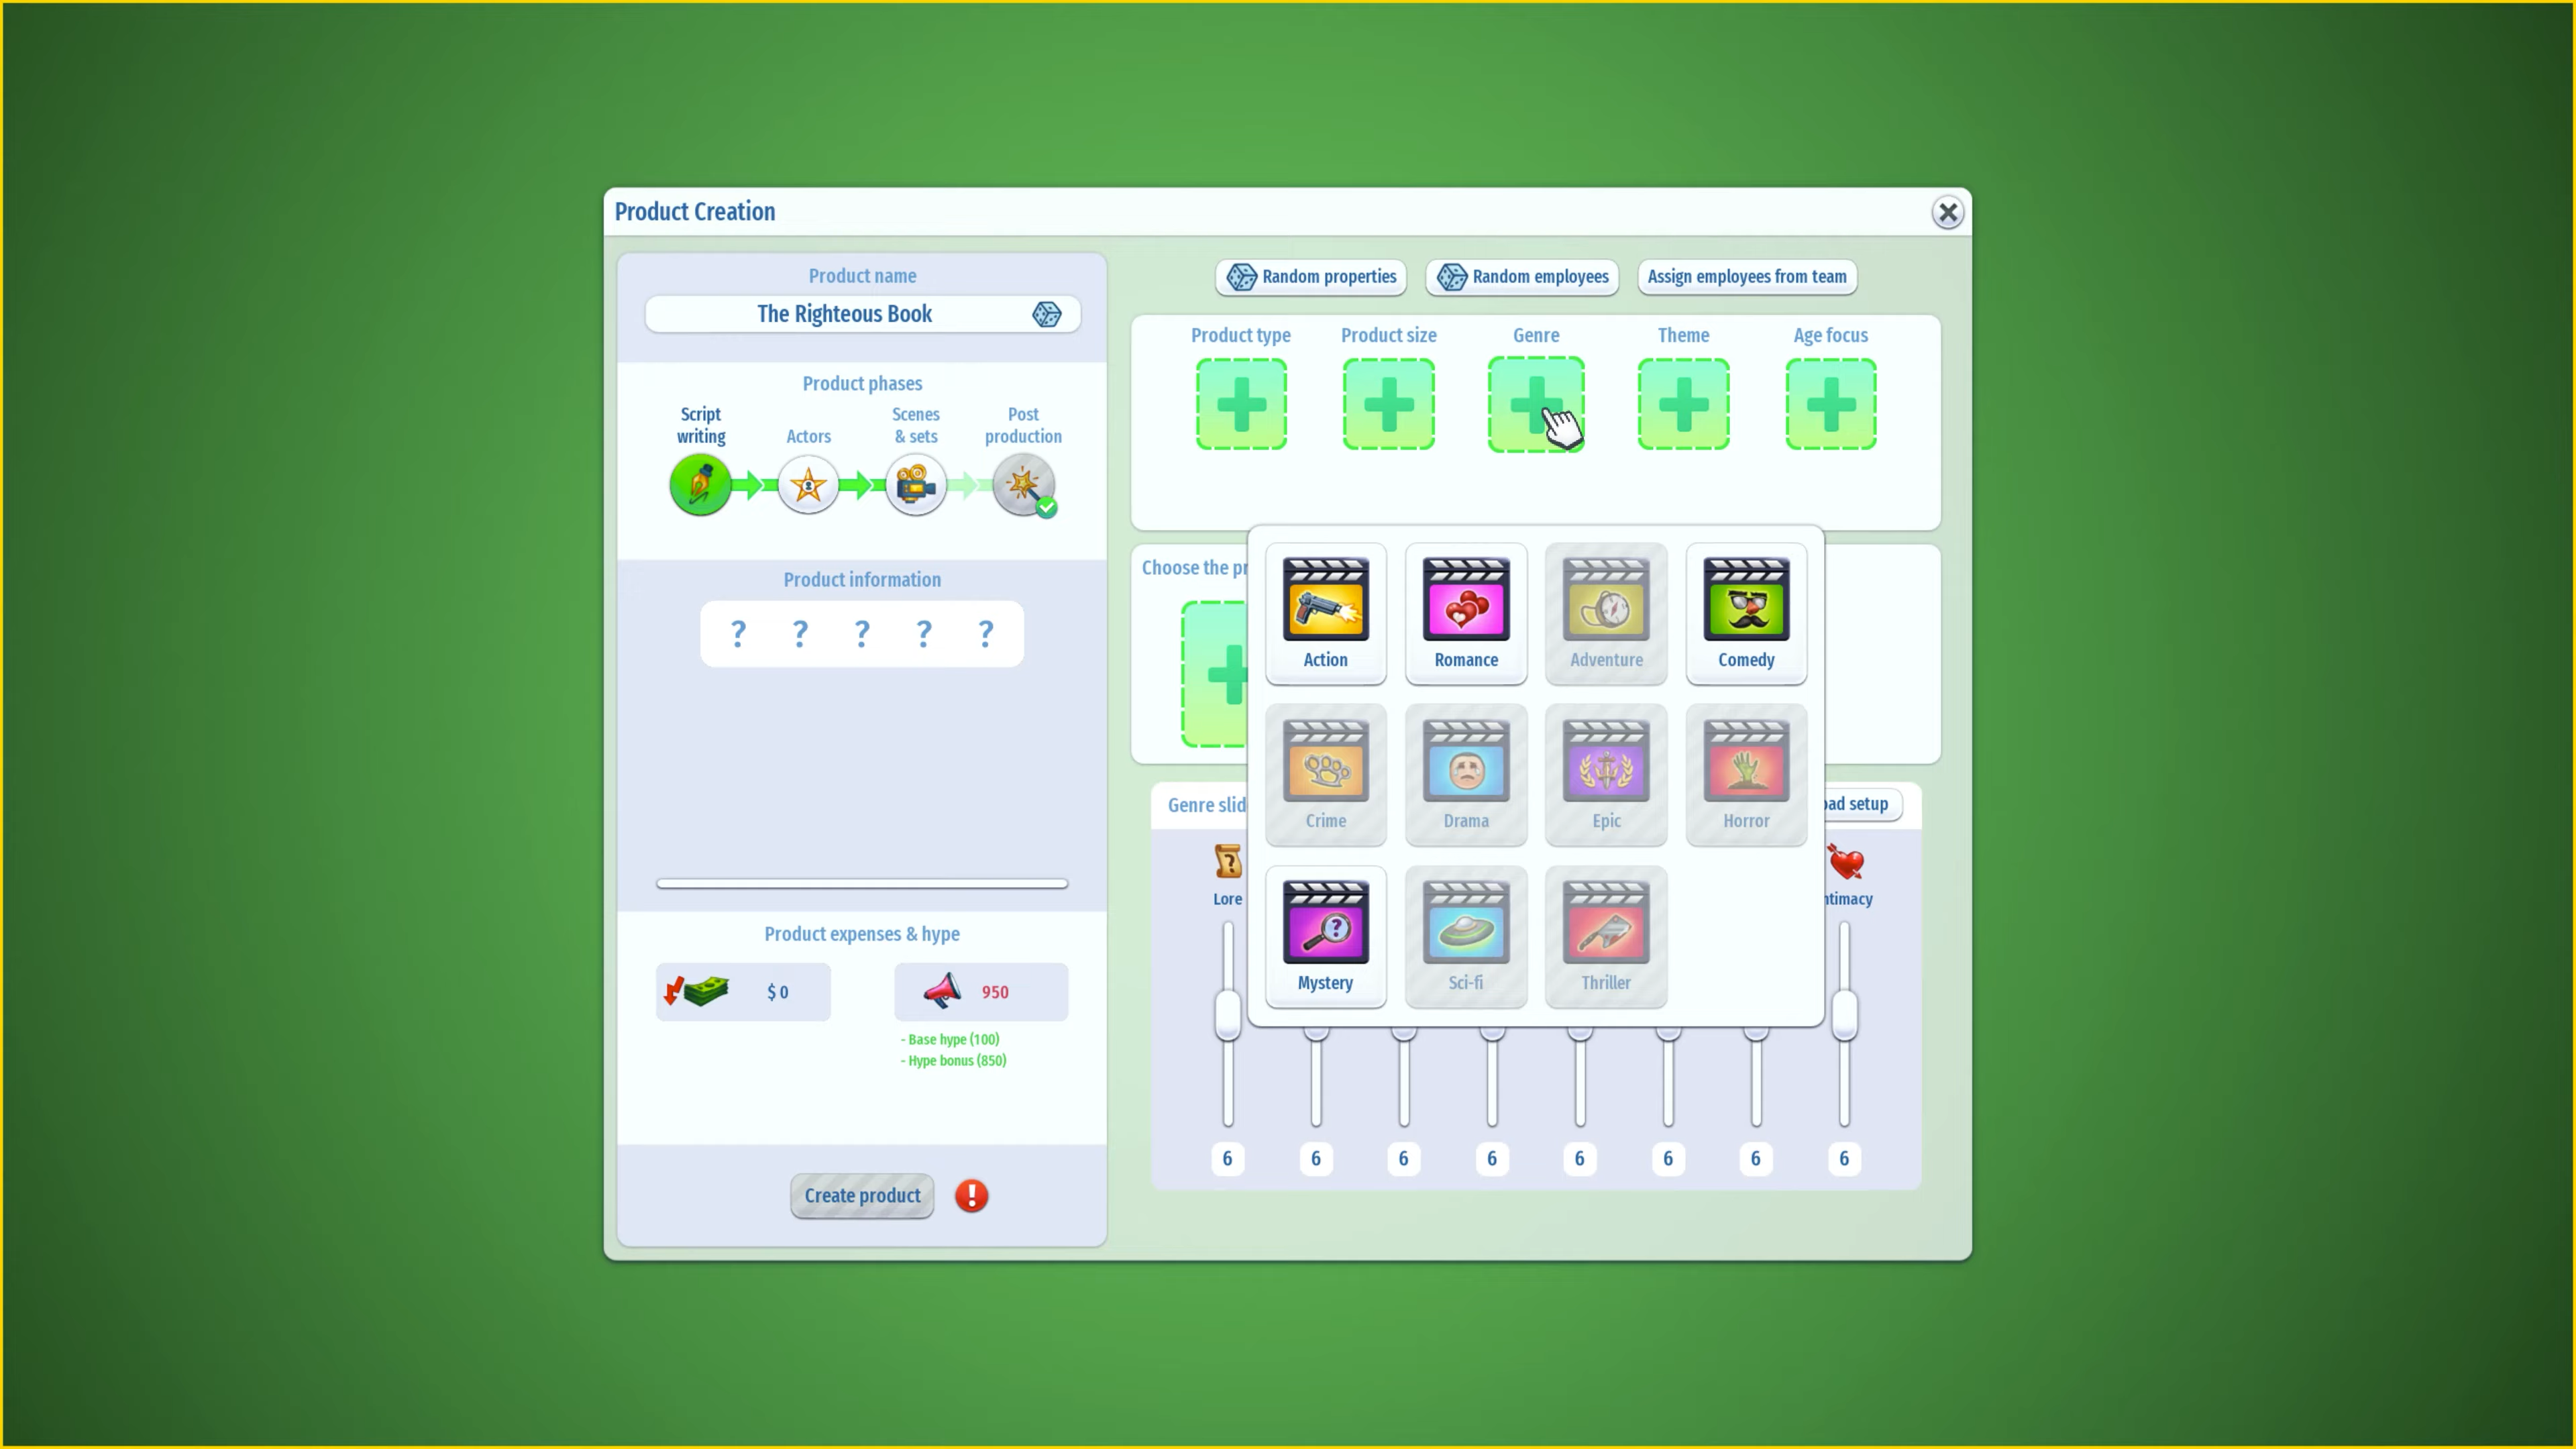 Product Creation
Product name
The Righteous Book
Product phases
Script
writing
Actors
Scenes
& sets
Post
production
Product information
? ? ? ? ?
Product expenses & hype
$ 0
950
- Base hype (100)
- Hype bonus (850)
Create product
Random properties
Random employees
Assign employees from team
Product type
Product size
Genre
Theme
Age focus
Choose the pr
Action
Romance
Adventure
Comedy
Crime
Drama
Epic
Horror
Mystery
Sci-fi
Thriller
Genre slid
oad setup
Lore
ntimacy
6 6 6 6 6 6 6 6